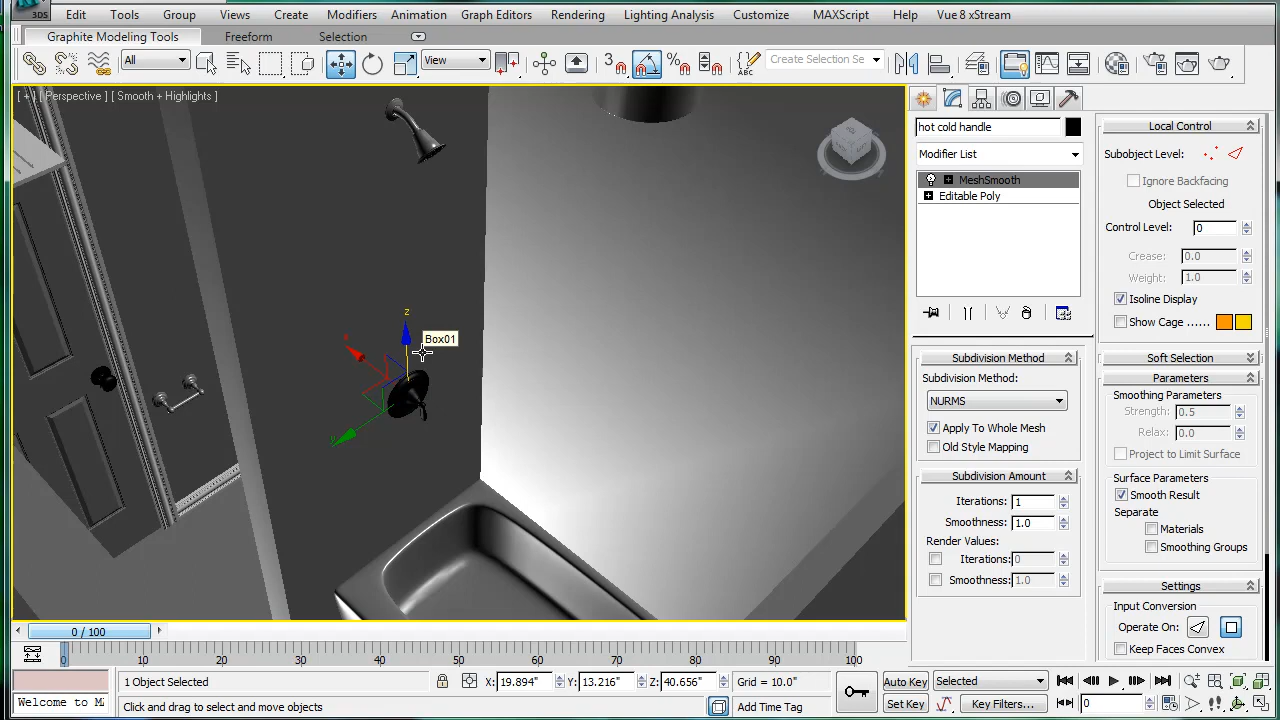 3DS Edit Tools Group Views Create Modifiers Animation Graph Editors Rendering Lighting Analysis Customize MAXScript Help Vue 8 xStream
Graphite Modeling Tools Freeform Selection
All View 3 % ABC Create Selection Se
[ + ] [ Perspective ] [ Smooth + Highlights ]
hot cold handle
Modifier List
MeshSmooth
Editable Poly
z
Box01
x
y
Subdivision Method
Subdivision Method:
NURMS
Apply To Whole Mesh
Old Style Mapping
Subdivision Amount
Iterations: 1
Smoothness: 1.0
Render Values:
Iterations: 0
Smoothness: 1.0
Local Control
Subobject Level:
Ignore Backfacing
Object Selected
Control Level: 0
Crease: 0.0
Weight: 1.0
Isoline Display
Show Cage ......
Soft Selection
Parameters
Smoothing Parameters
Strength: 0.5
Relax: 0.0
Project to Limit Surface
Surface Parameters
Smooth Result
Separate
Materials
Smoothing Groups
Settings
Input Conversion
Operate On:
Keep Faces Convex
0 / 100
0 10 20 30 40 50 60 70 80 90 100
1 Object Selected X: 19.894" Y: 13.216" Z: 40.656" Grid = 10.0" Auto Key Selected
Welcome to M Click and drag to select and move objects Add Time Tag Set Key Key Filters... 0